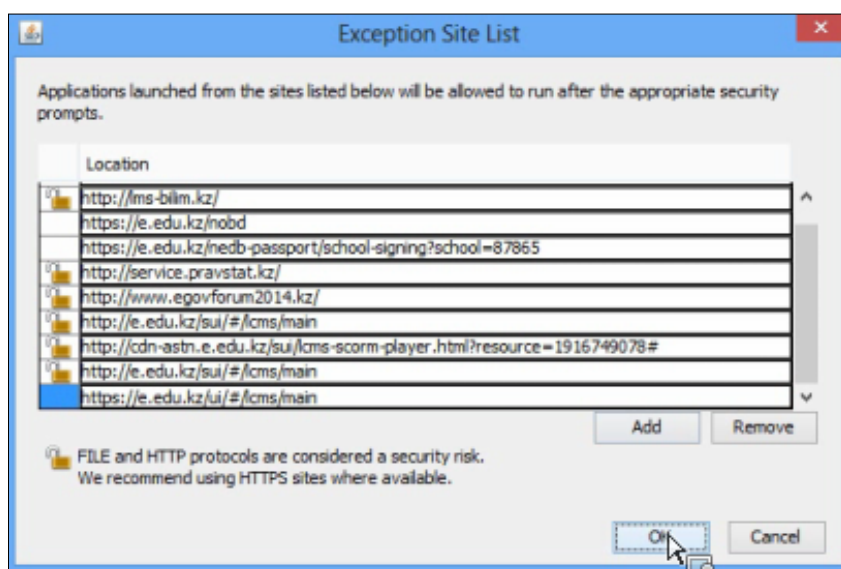 Exception Site List
Applications launched from the sites listed below will be allowed to run after the appropriate security
prompts.
Location
http://lms-bilim.kz/
https://e.edu.kz/nobd
https://e.edu.kz/nedb-passport/school-signing?school=87865
http://service.pravstat.kz/
http://www.egovforum2014.kz/
http://e.edu.kz/sui/#/lcms/main
http://cdn-astn.e.edu.kz/sui/lcms-scorm-player.html?resource=1916749078#
http://e.edu.kz/sui/#/lcms/main
https://e.edu.kz/ui/#/lcms/main
Add Remove
FILE and HTTP protocols are considered a security risk.
We recommend using HTTPS sites where available.
OK Cancel